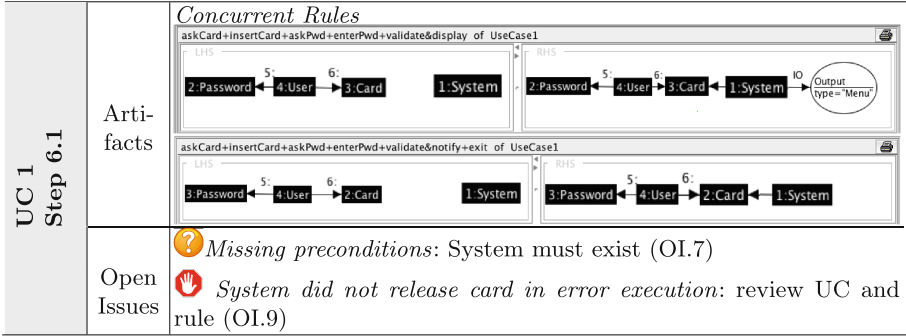 UC 1
Step 6.1
Arti-
facts
Concurrent Rules
askCard+insertCard+askPwd+enterPwd+validate&display of UseCase1
LHS
2:Password 5: 4:User 6: 3:Card 1:System
RHS
2:Password 5: 4:User 6: 3:Card 1:System IO Output
type="Menu"
askCard+insertCard+askPwd+enterPwd+validate&notify+exit of UseCase1
LHS
3:Password 5: 4:User 6: 2:Card 1:System
RHS
3:Password 5: 4:User 6: 2:Card 1:System
Open
Issues
Missing preconditions: System must exist (OI.7)
System did not release card in error execution: review UC and
rule (OI.9)